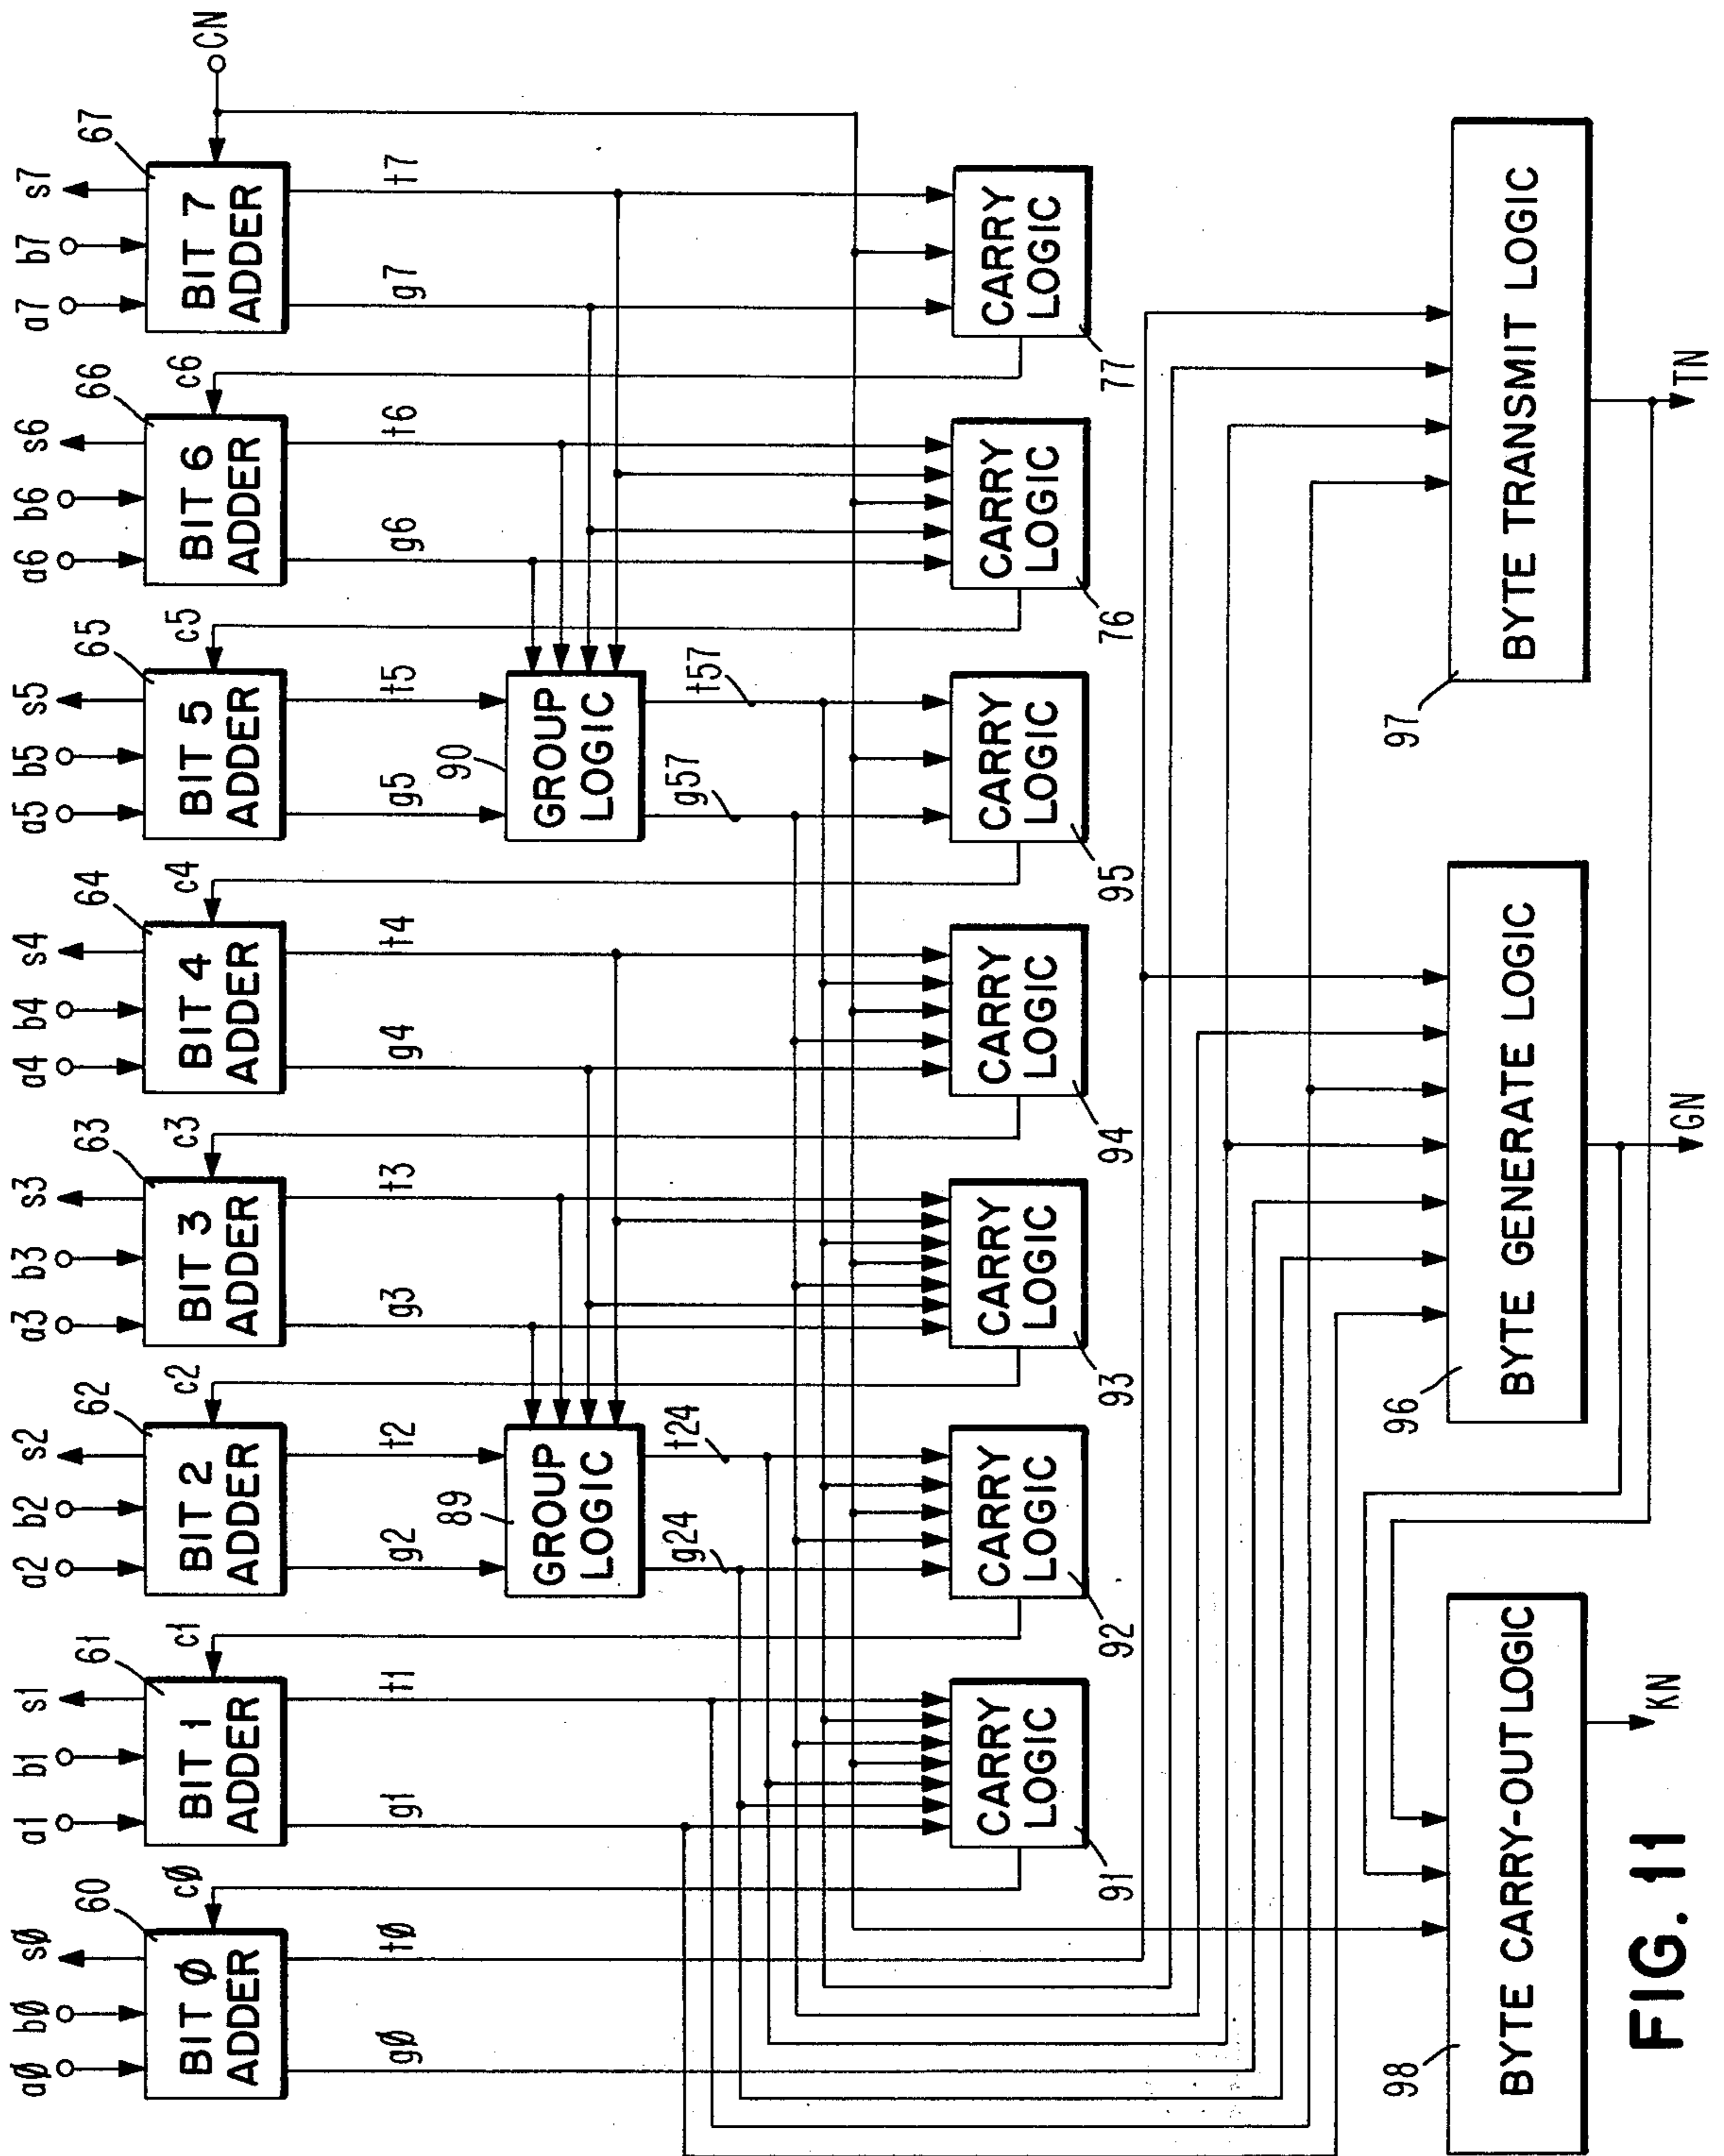 aØ bØ sØ a1 b1 s1 a2 b2 s2 a3 b3 s3 a4 b4 s4 a5 b5 s5 a6 b6 s6 a7 b7 s7
60 61 62 63 64 65 66 67
CN
BIT Ø ADDER
BIT 1 ADDER
BIT 2 ADDER
BIT 3 ADDER
BIT 4 ADDER
BIT 5 ADDER
BIT 6 ADDER
BIT 7 ADDER
cØ c1 c2 c3 c4 c5 c6
gØ tØ g1 t1 g2 t2 g3 t3 g4 t4 g5 t5 g6 t6 g7 t7
89
GROUP
LOGIC
90
GROUP
LOGIC
g24 t24 g57 t57
CARRY
LOGIC
91
CARRY
LOGIC
92
CARRY
LOGIC
93
CARRY
LOGIC
94
CARRY
LOGIC
95
CARRY
LOGIC
76
CARRY
LOGIC
77
98
BYTE CARRY-OUT LOGIC
KN
96
BYTE GENERATE LOGIC
GN
97
BYTE TRANSMIT LOGIC
TN
FIG. 11